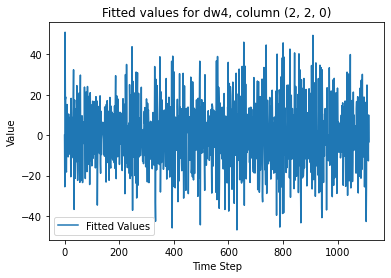 Fitted values for dw4, column (2, 2, 0)
Value
40
20
0
−20
−40
Fitted Values
0 200 400 600 800 1000
Time Step